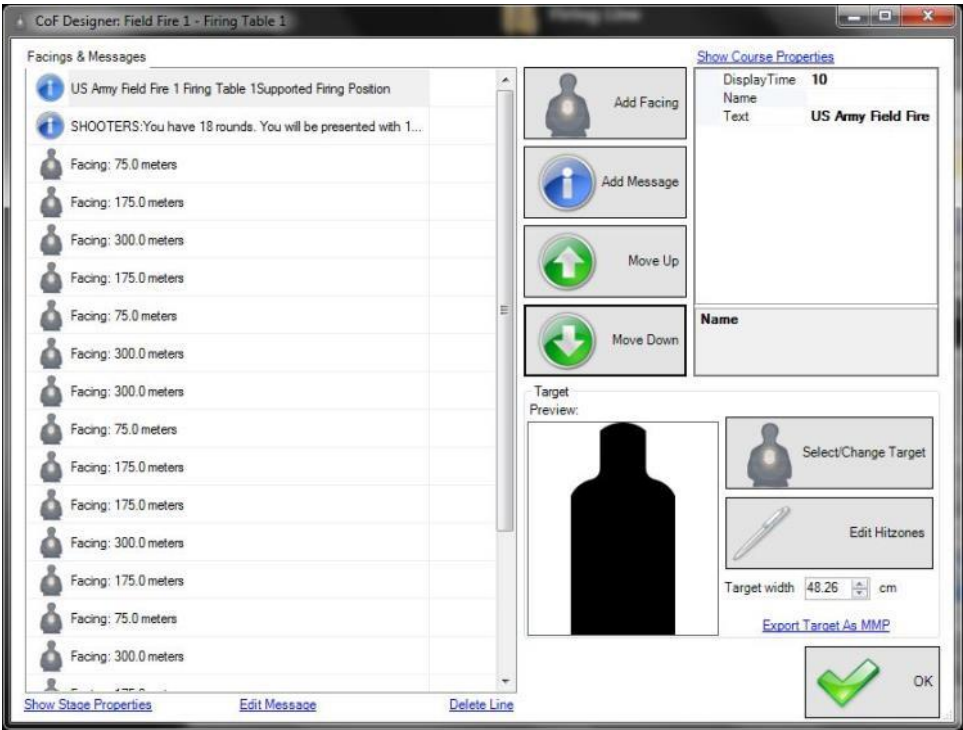 CoF Designer: Field Fire 1 - Firing Table 1
Firing Line
Facings & Messages
US Army Field Fire 1 Firing Table 1Supported Firing Position
SHOOTERS:You have 18 rounds. You will be presented with 1...
Facing: 75.0 meters
Facing: 175.0 meters
Facing: 300.0 meters
Facing: 175.0 meters
Facing: 75.0 meters
Facing: 300.0 meters
Facing: 300.0 meters
Facing: 75.0 meters
Facing: 175.0 meters
Facing: 175.0 meters
Facing: 300.0 meters
Facing: 175.0 meters
Facing: 75.0 meters
Facing: 300.0 meters
Show Stage Properties
Edit Message
Delete Line
Add Facing
Add Message
Move Up
Move Down
Show Course Properties
DisplayTime 10
Name
Text US Army Field Fire
Name
Target
Preview:
Select/Change Target
Edit Hitzones
Target width 48.26 cm
Export Target As MMP
OK